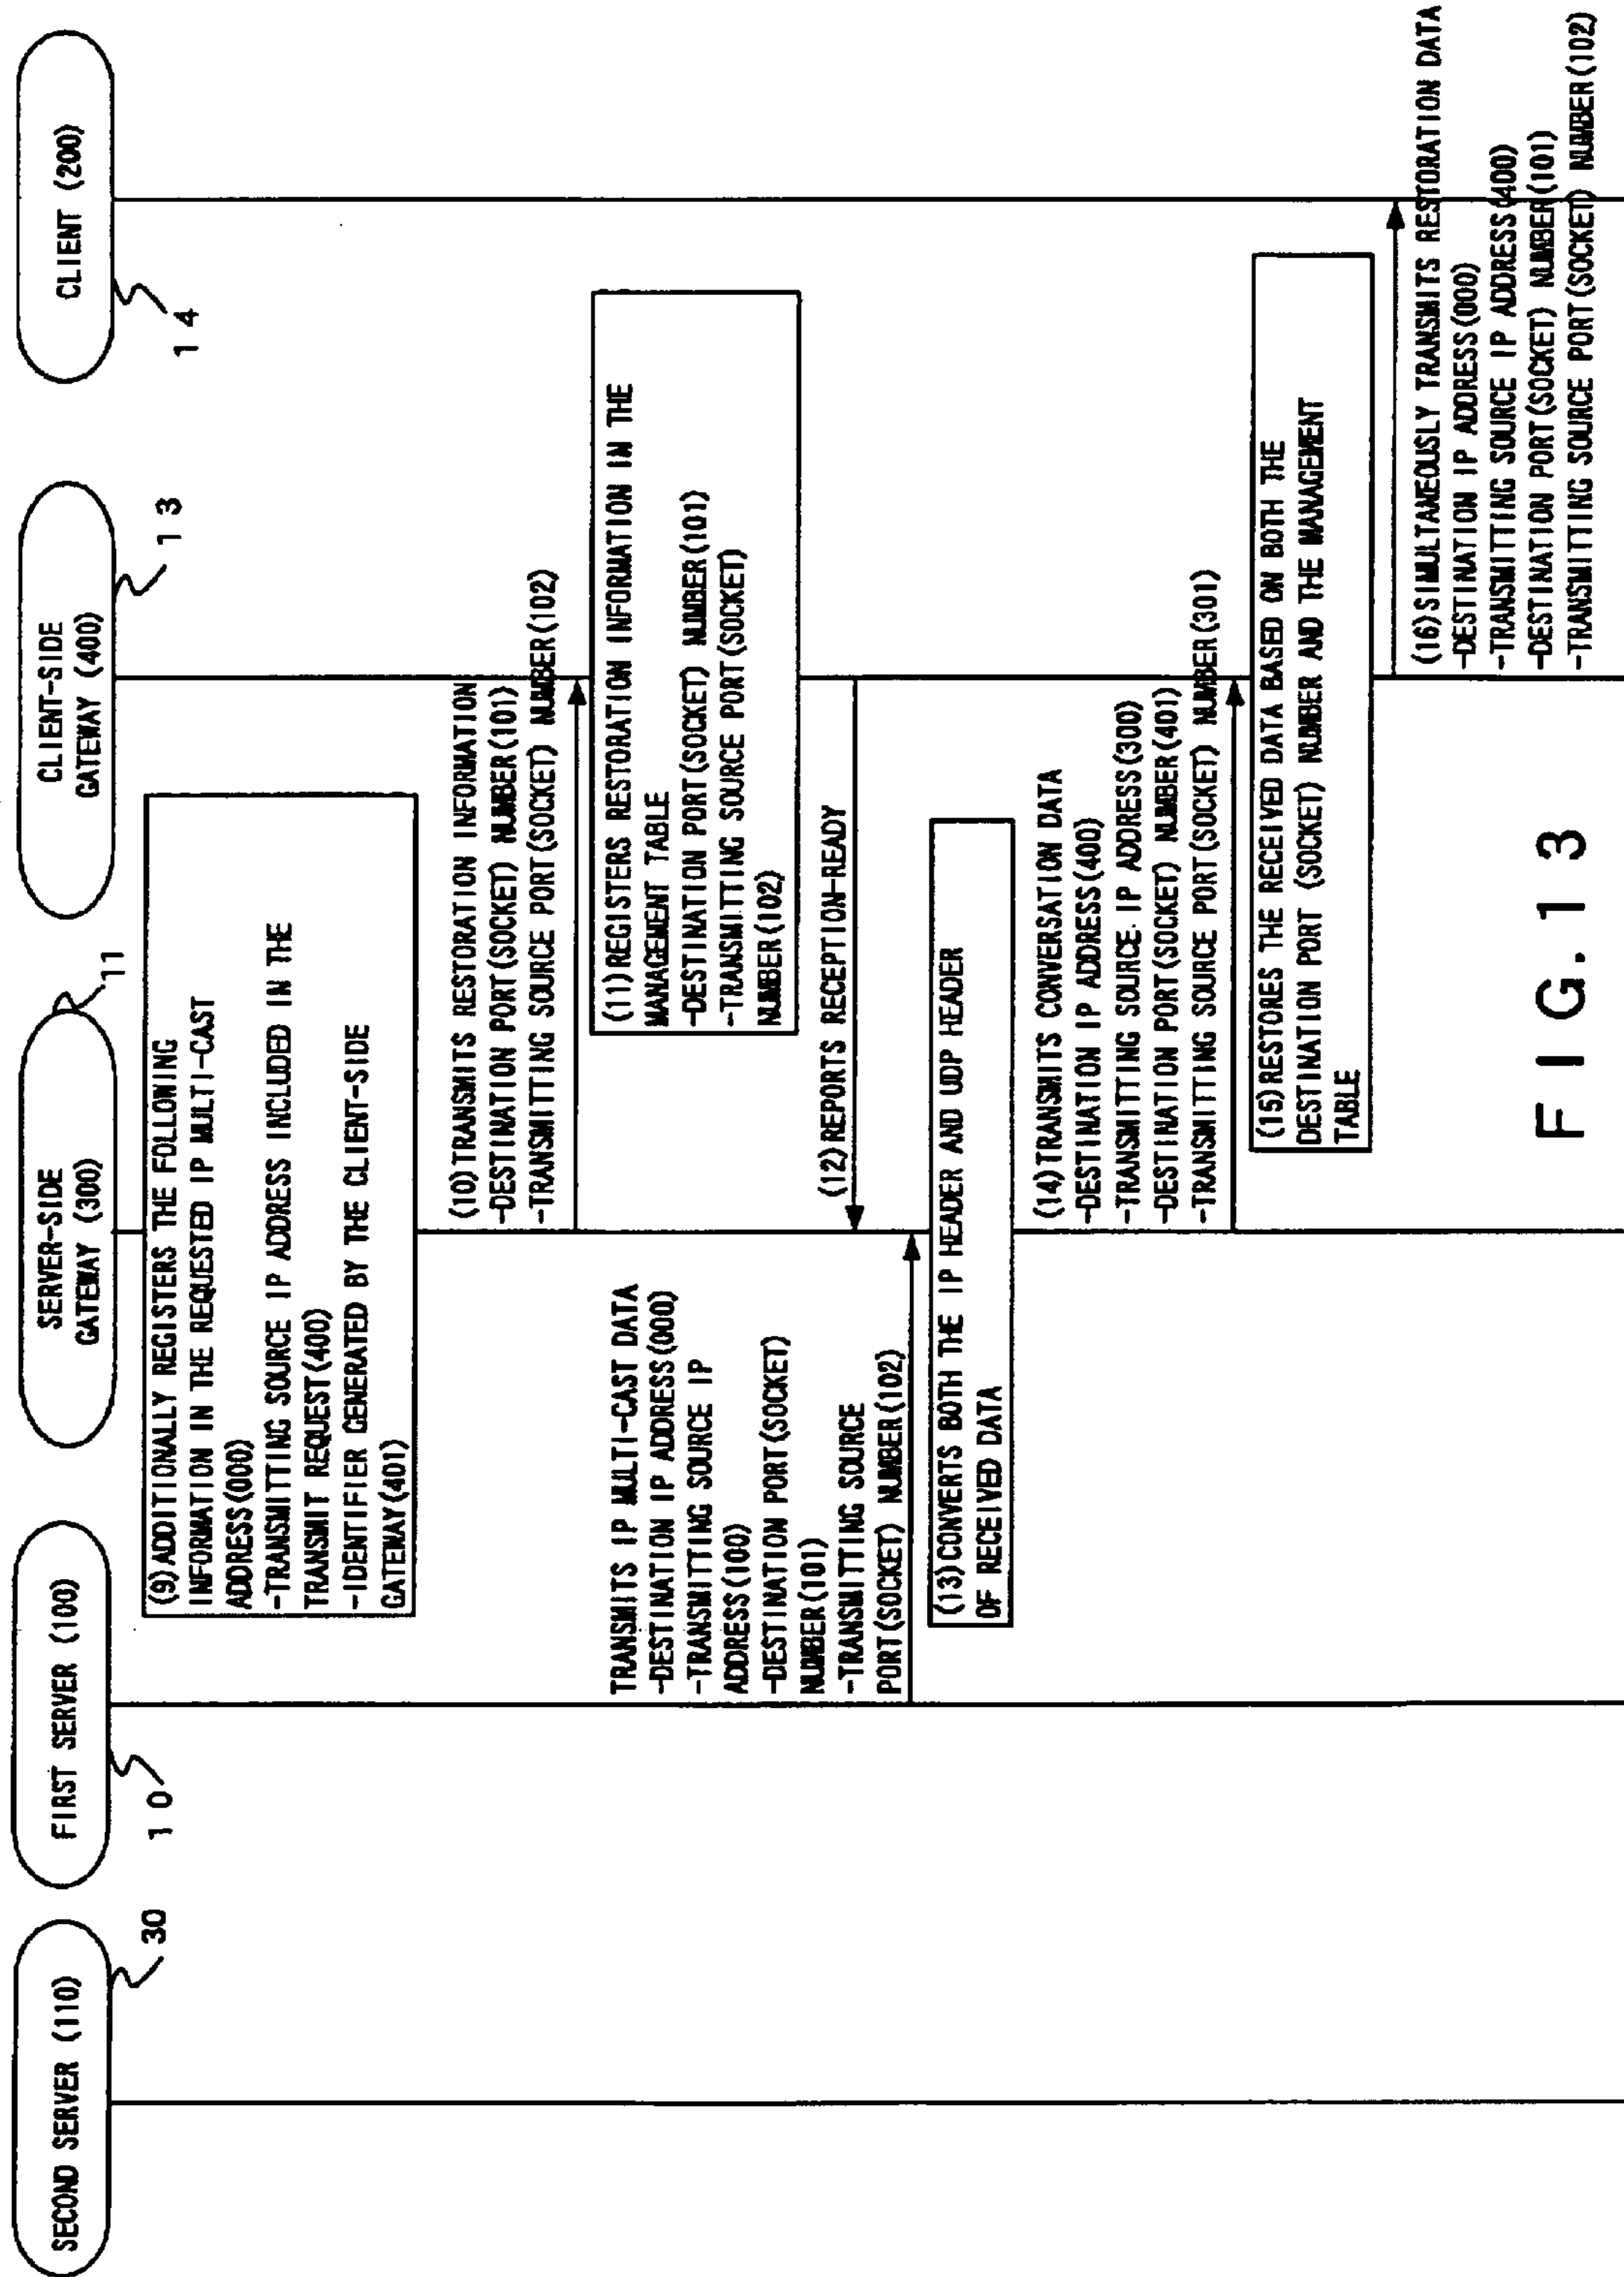 SECOND SERVER (110)
30
FIRST SERVER (100)
10
SERVER-SIDE
GATEWAY (300)
11
CLIENT-SIDE
GATEWAY (400)
13
CLIENT (200)
14
(9)ADDITIONALLY REGISTERS THE FOLLOWING
INFORMATION IN THE REQUESTED IP MULTI-CAST
ADDRESS(000)
-TRANSMITTING SOURCE IP ADDRESS INCLUDED IN THE
TRANSMIT REQUEST(400)
-IDENTIFIER GENERATED BY THE CLIENT-SIDE
GATEWAY(401)
(10)TRANSMITS RESTORATION INFORMATION
-DESTINATION PORT(SOCKET) NUMBER(101)
-TRANSMITTING SOURCE PORT(SOCKET) NUMBER(102)
(11)REGISTERS RESTORATION INFORMATION IN THE
MANAGEMENT TABLE
-DESTINATION PORT(SOCKET) NUMBER(101)
-TRANSMITTING SOURCE PORT(SOCKET)
NUMBER(102)
(12)REPORTS RECEPTION-READY
TRANSMITS IP MULTI-CAST DATA
-DESTINATION IP ADDRESS(000)
-TRANSMITTING SOURCE IP
ADDRESS(100)
-DESTINATION PORT(SOCKET)
NUMBER(101)
-TRANSMITTING SOURCE
PORT(SOCKET) NUMBER(102)
(13)CONVERTS BOTH THE IP HEADER AND UDP HEADER
OF RECEIVED DATA
(14)TRANSMITS CONVERSATION DATA
-DESTINATION IP ADDRESS(400)
-TRANSMITTING SOURCE IP ADDRESS(300)
-DESTINATION PORT(SOCKET) NUMBER(401)
-TRANSMITTING SOURCE PORT(SOCKET) NUMBER(301)
(15)RESTORES THE RECEIVED DATA BASED ON BOTH THE
DESTINATION PORT (SOCKET) NUMBER AND THE MANAGEMENT
TABLE
(16)SIMULTANEOUSLY TRANSMITS RESTORATION DATA
-DESTINATION IP ADDRESS(000)
-TRANSMITTING SOURCE IP ADDRESS(400)
-DESTINATION PORT(SOCKET) NUMBER(101)
-TRANSMITTING SOURCE PORT(SOCKET) NUMBER(102)
FIG. 13